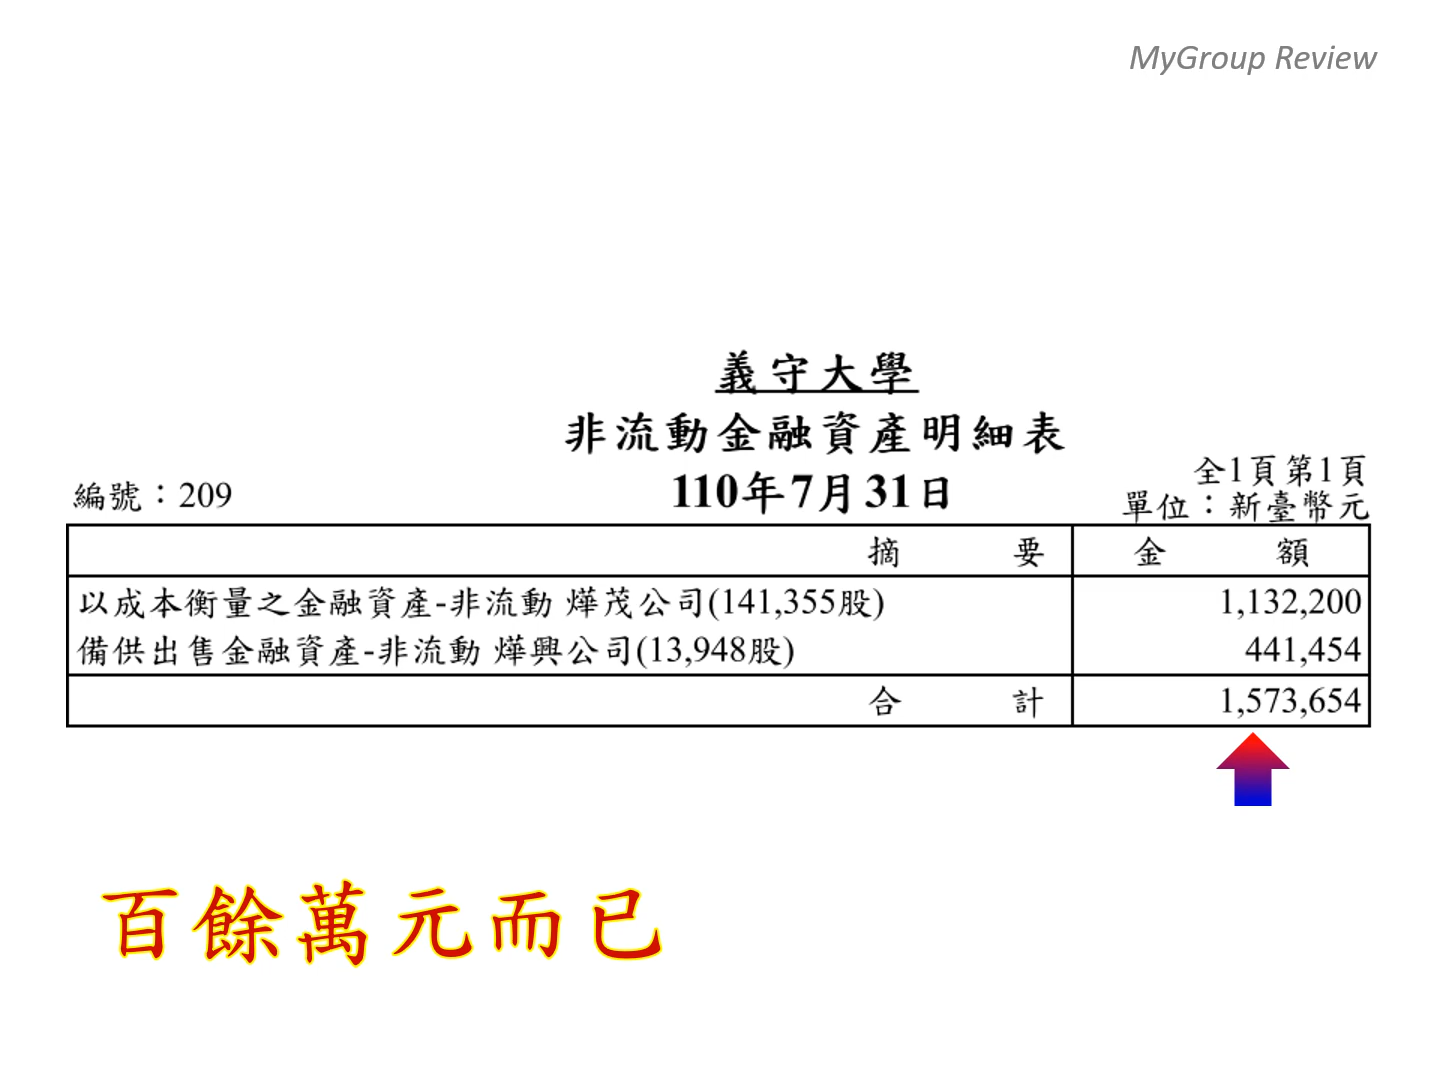 MyGroup Review
義守大學
非流動金融資產明細表
110年7月31日
編號：209
全1頁第1頁
單位：新臺幣元
摘 要 金 額
以成本衡量之金融資產-非流動 燁茂公司(141,355股) 1,132,200
備供出售金融資產-非流動 燁興公司(13,948股) 441,454
合 計 1,573,654
百餘萬元而已